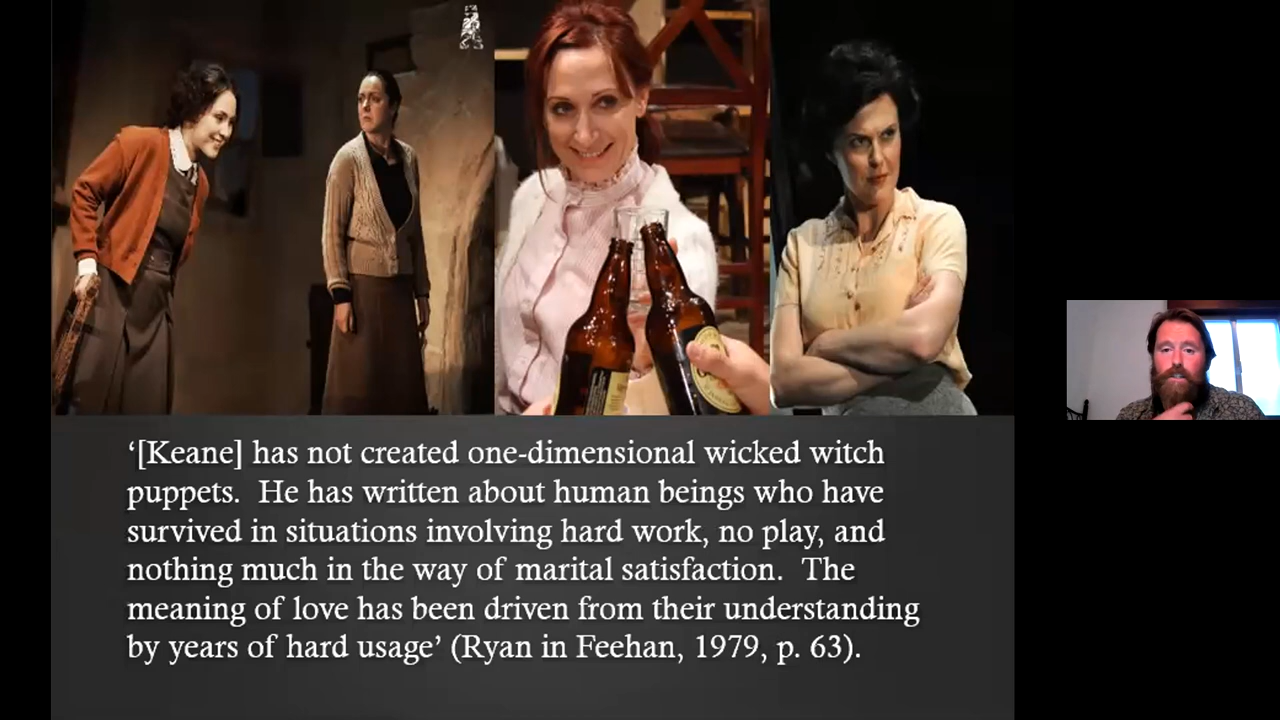 ‘[Keane] has not created one-dimensional wicked witch
puppets.  He has written about human beings who have
survived in situations involving hard work, no play, and
nothing much in the way of marital satisfaction.  The
meaning of love has been driven from their understanding
by years of hard usage’ (Ryan in Feehan, 1979, p. 63).